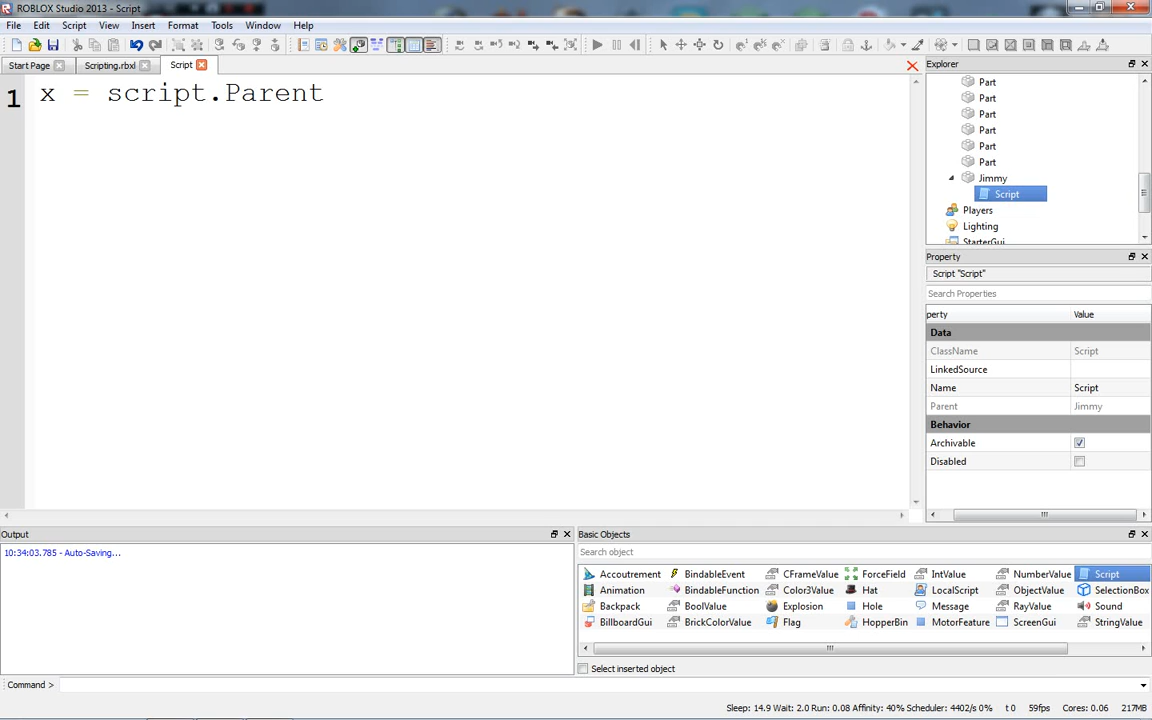 ROBLOX Studio 2013 - Script
File Edit Script View Insert Format Tools Window Help
Start Page Scripting.rbxl Script
1 x = script.Parent
Explorer
Part
Part
Part
Part
Part
Part
Jimmy
Script
Players
Lighting
StarterGui
Property
Script "Script"
Search Properties
perty Value
Data
ClassName Script
LinkedSource
Name Script
Parent Jimmy
Behavior
Archivable
Disabled
Output
10:34:03.785 - Auto-Saving...
Basic Objects
Search object
Accoutrement BindableEvent CFrameValue ForceField IntValue NumberValue Script
Animation BindableFunction Color3Value Hat LocalScript ObjectValue SelectionBox
Backpack BoolValue Explosion Hole Message RayValue Sound
BillboardGui BrickColorValue Flag HopperBin MotorFeature ScreenGui StringValue
Select inserted object
Command >
Sleep: 14.9 Wait: 2.0 Run: 0.08 Affinity: 40% Scheduler: 4402/s 0% t 0 59fps Cores: 0.06 217MB